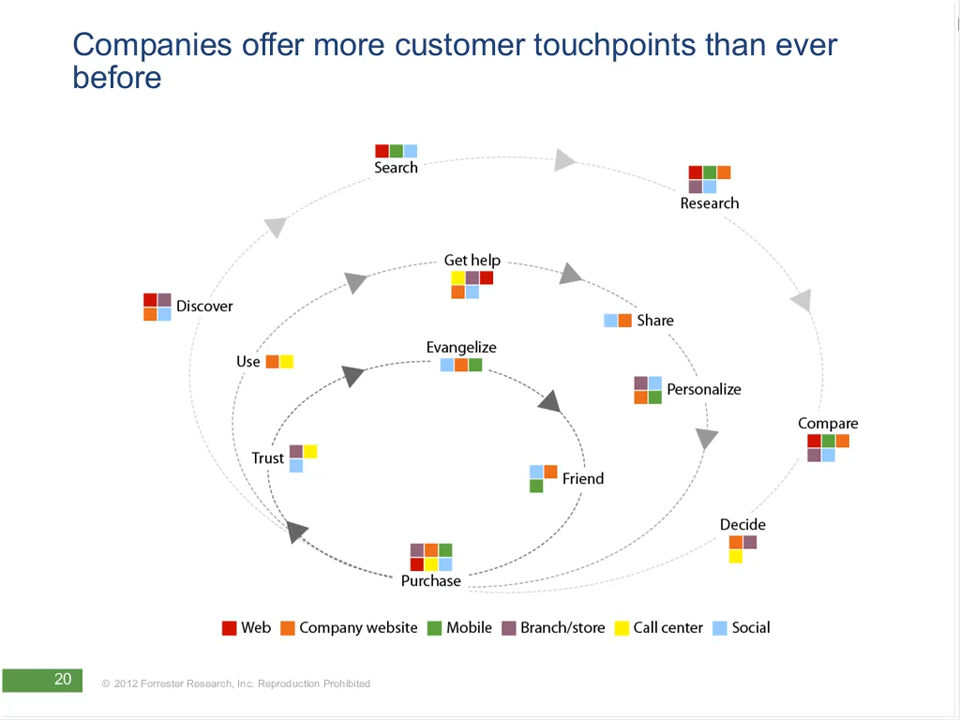 Companies offer more customer touchpoints than ever
before
Search
Research
Get help
Discover
Share
Evangelize
Use
Personalize
Compare
Trust
Friend
Decide
Purchase
Web
Company website
Mobile
Branch/store
Call center
Social
20
© 2012 Forrester Research, Inc. Reproduction Prohibited